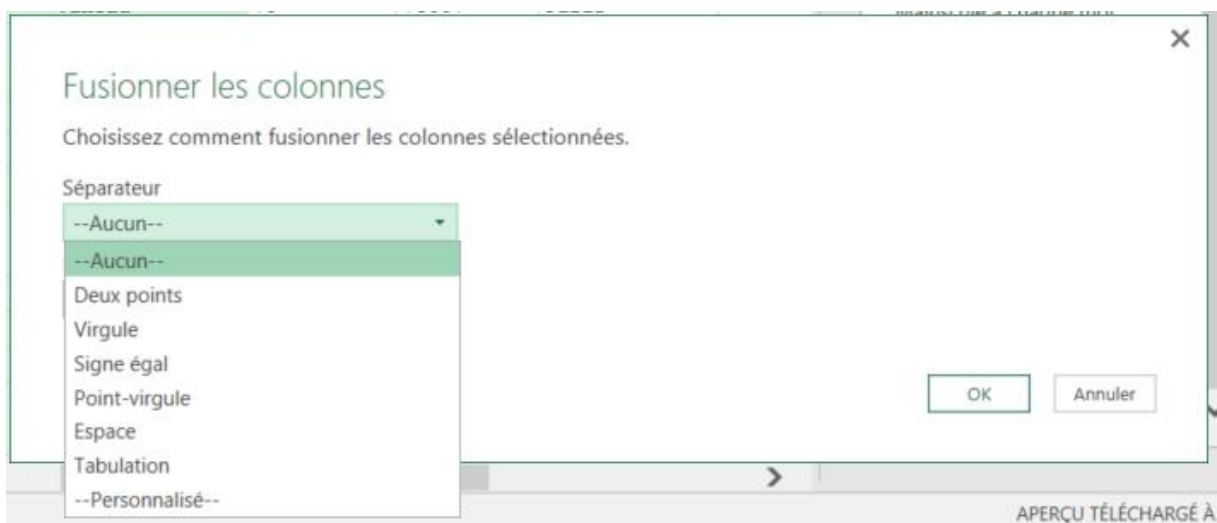 Fusionner les colonnes
Choisissez comment fusionner les colonnes sélectionnées.
Séparateur
--Aucun--
--Aucun--
Deux points
Virgule
Signe égal
Point-virgule
Espace
Tabulation
--Personnalisé--
OK Annuler
APERÇU TÉLÉCHARGÉ À